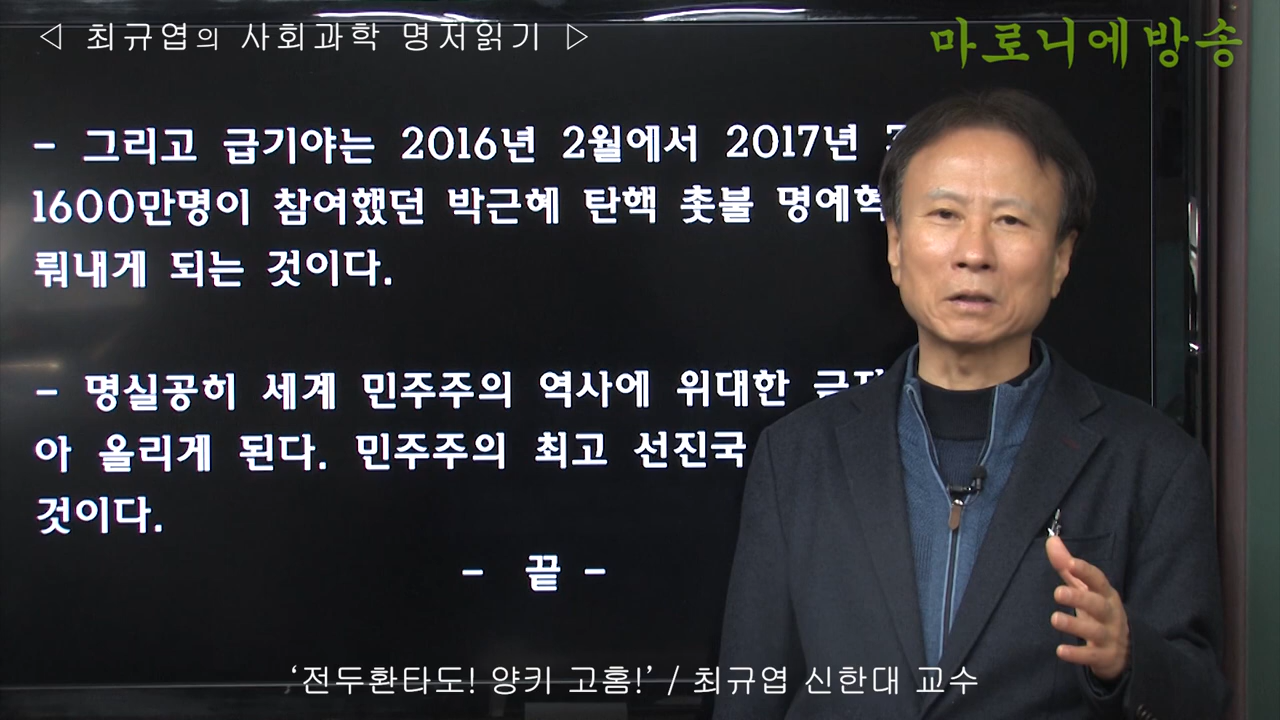 ◁ 최규엽의 사회과학 명저읽기 ▷
마로니에방송
- 그리고 급기야는 2016년 2월에서 2017년
1600만명이 참여했던 박근혜 탄핵 촛불 명예혁
뤄내게 되는 것이다.
- 명실공히 세계 민주주의 역사에 위대한
아 올리게 된다. 민주주의 최고 선진국
것이다.
- 끝 -
‘전두환타도! 양키 고홈!’ / 최규엽 신한대 교수